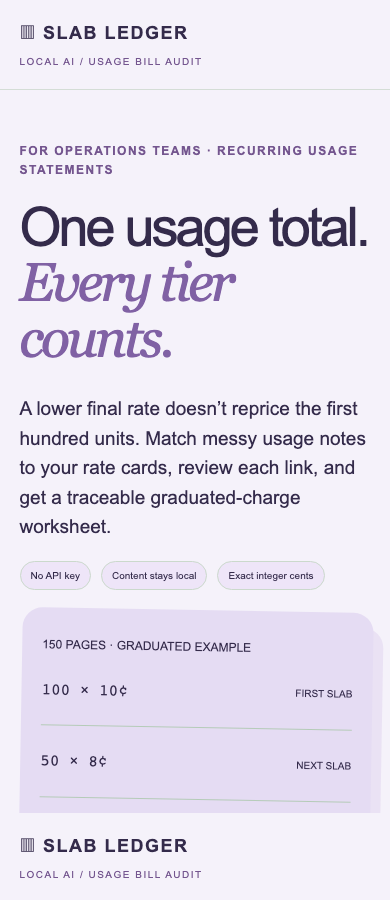 ▥ SLAB LEDGER
LOCAL AI / USAGE BILL AUDIT
FOR OPERATIONS TEAMS · RECURRING USAGE
STATEMENTS
One usage total.
Every tier
counts.
A lower final rate doesn’t reprice the first
hundred units. Match messy usage notes
to your rate cards, review each link, and
get a traceable graduated-charge
worksheet.
No API key
Content stays local
Exact integer cents
150 PAGES · GRADUATED EXAMPLE
100 × 10¢ FIRST SLAB
50 × 8¢ NEXT SLAB
▥ SLAB LEDGER
LOCAL AI / USAGE BILL AUDIT